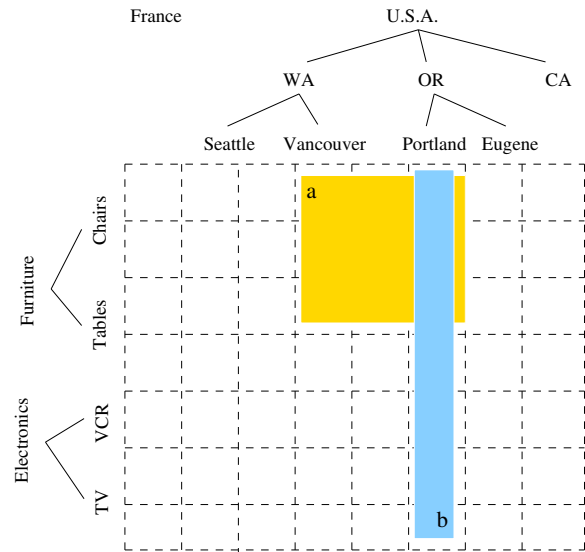 France U.S.A.
WA OR CA
Seattle Vancouver Portland Eugene
a
Chairs
Furniture
Tables
VCR
Electronics
TV
b